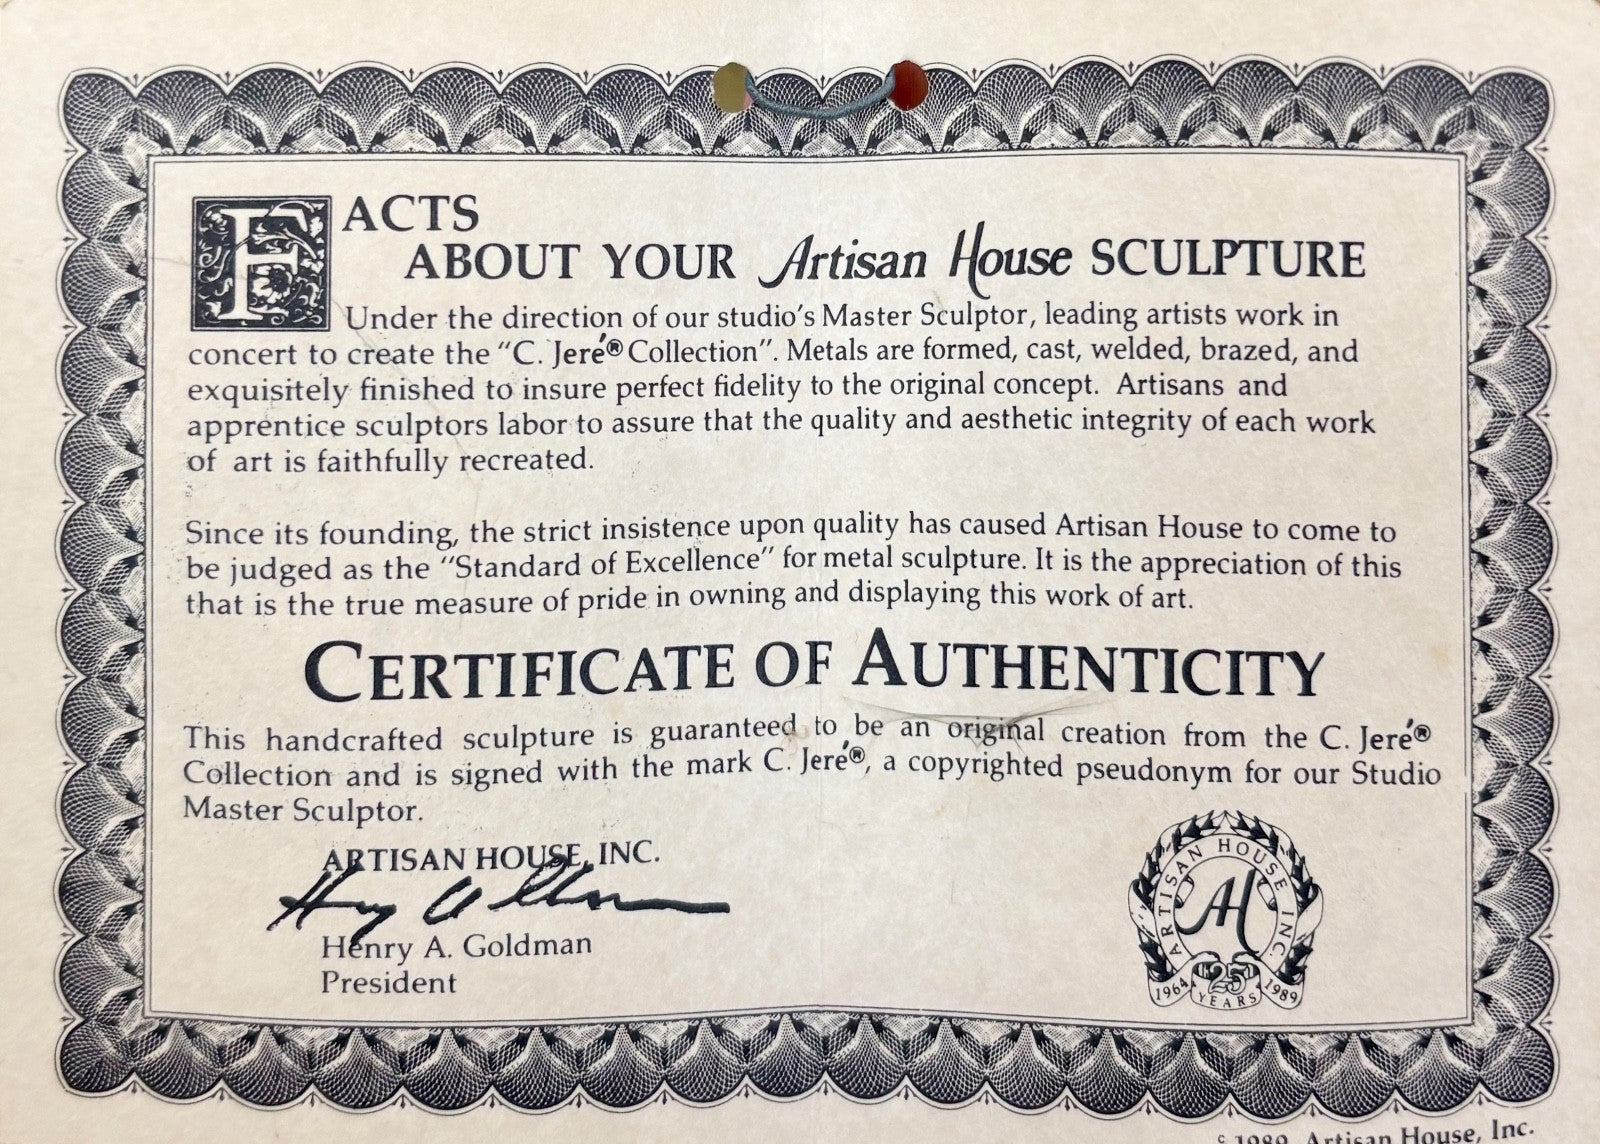 FACTS
ABOUT YOUR Artisan House SCULPTURE
Under the direction of our studio's Master Sculptor, leading artists work in
concert to create the "C. Jeré® Collection". Metals are formed, cast, welded, brazed, and
exquisitely finished to insure perfect fidelity to the original concept. Artisans and
apprentice sculptors labor to assure that the quality and aesthetic integrity of each work
of art is faithfully recreated.
Since its founding, the strict insistence upon quality has caused Artisan House to come to
be judged as the "Standard of Excellence" for metal sculpture. It is the appreciation of this
that is the true measure of pride in owning and displaying this work of art.
CERTIFICATE OF AUTHENTICITY
This handcrafted sculpture is guaranteed to be an original creation from the C. Jeré®
Collection and is signed with the mark C. Jeré®, a copyrighted pseudonym for our Studio
Master Sculptor.
ARTISAN HOUSE, INC.
Henry A. Goldman
President
ARTISAN HOUSE INC.
AH
1964 25 1989
YEARS
c 1989 Artisan House, Inc.